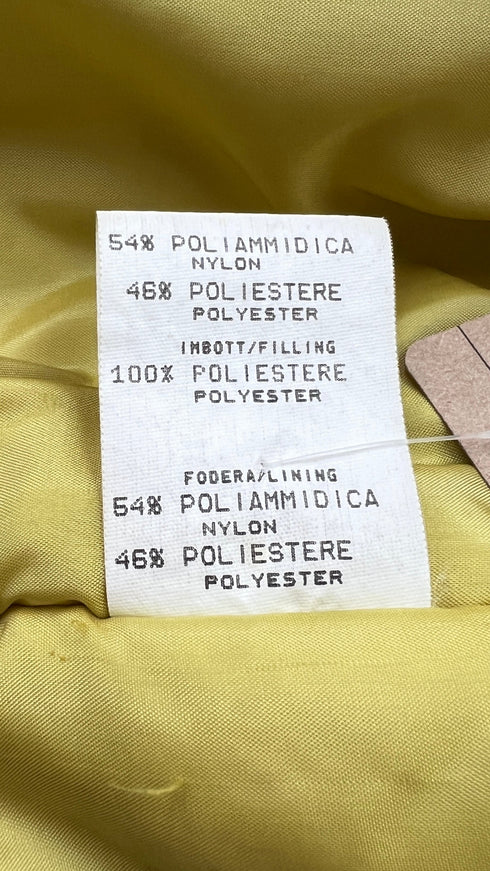 54% POLIAMMIDICA
NYLON
46% POLIESTERE
POLYESTER
IMBOTT/FILLING
100% POLIESTERE
POLYESTER
FODERA/LINING
54% POLIAMMIDICA
NYLON
46% POLIESTERE
POLYESTER